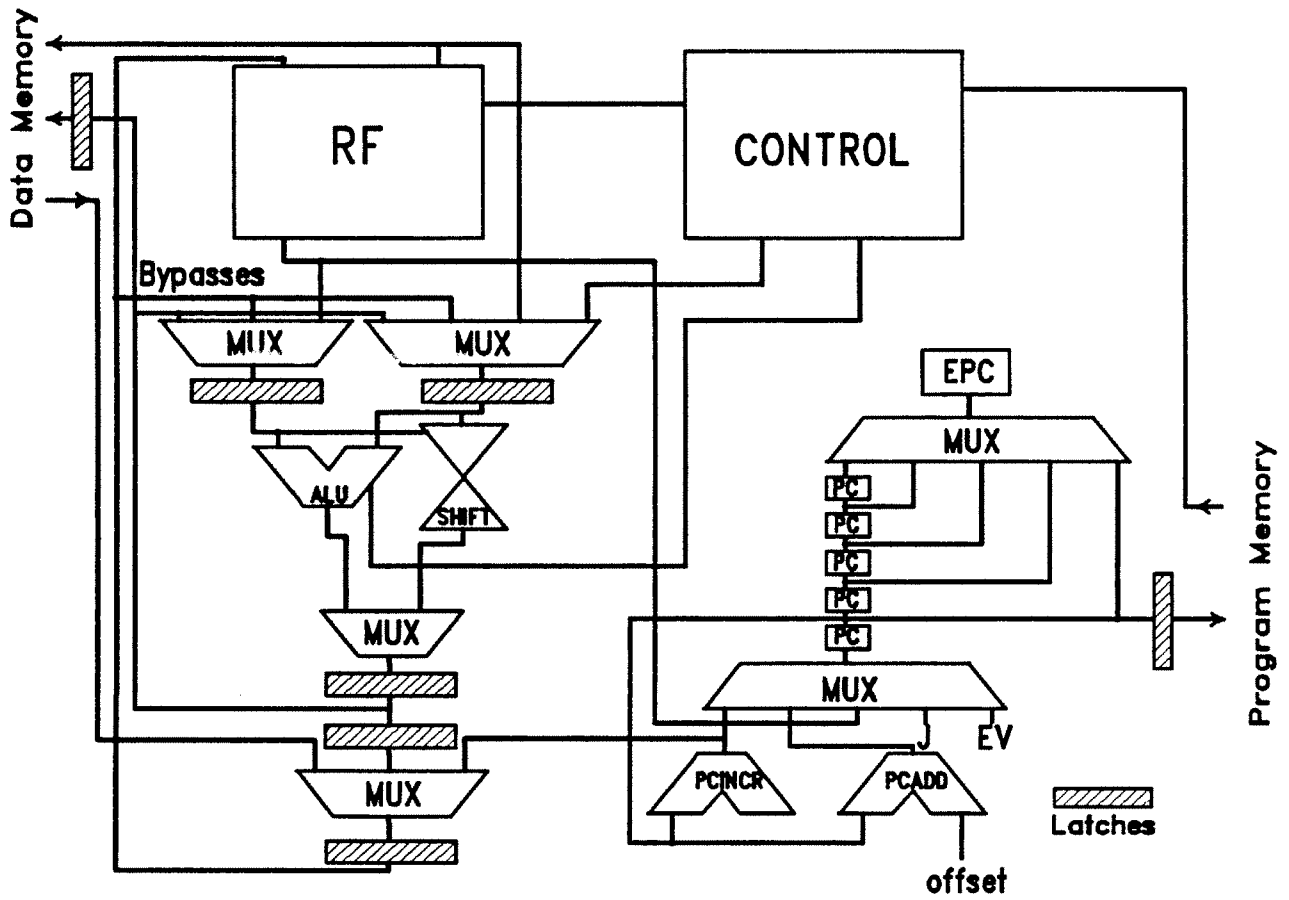 Data Memory
RF
CONTROL
Bypasses
MUX
MUX
EPC
MUX
ALU
SHIFT
PC
PC
PC
PC
PC
Program Memory
MUX
MUX
J
EV
MUX
PCINCR
PCADD
Latches
offset